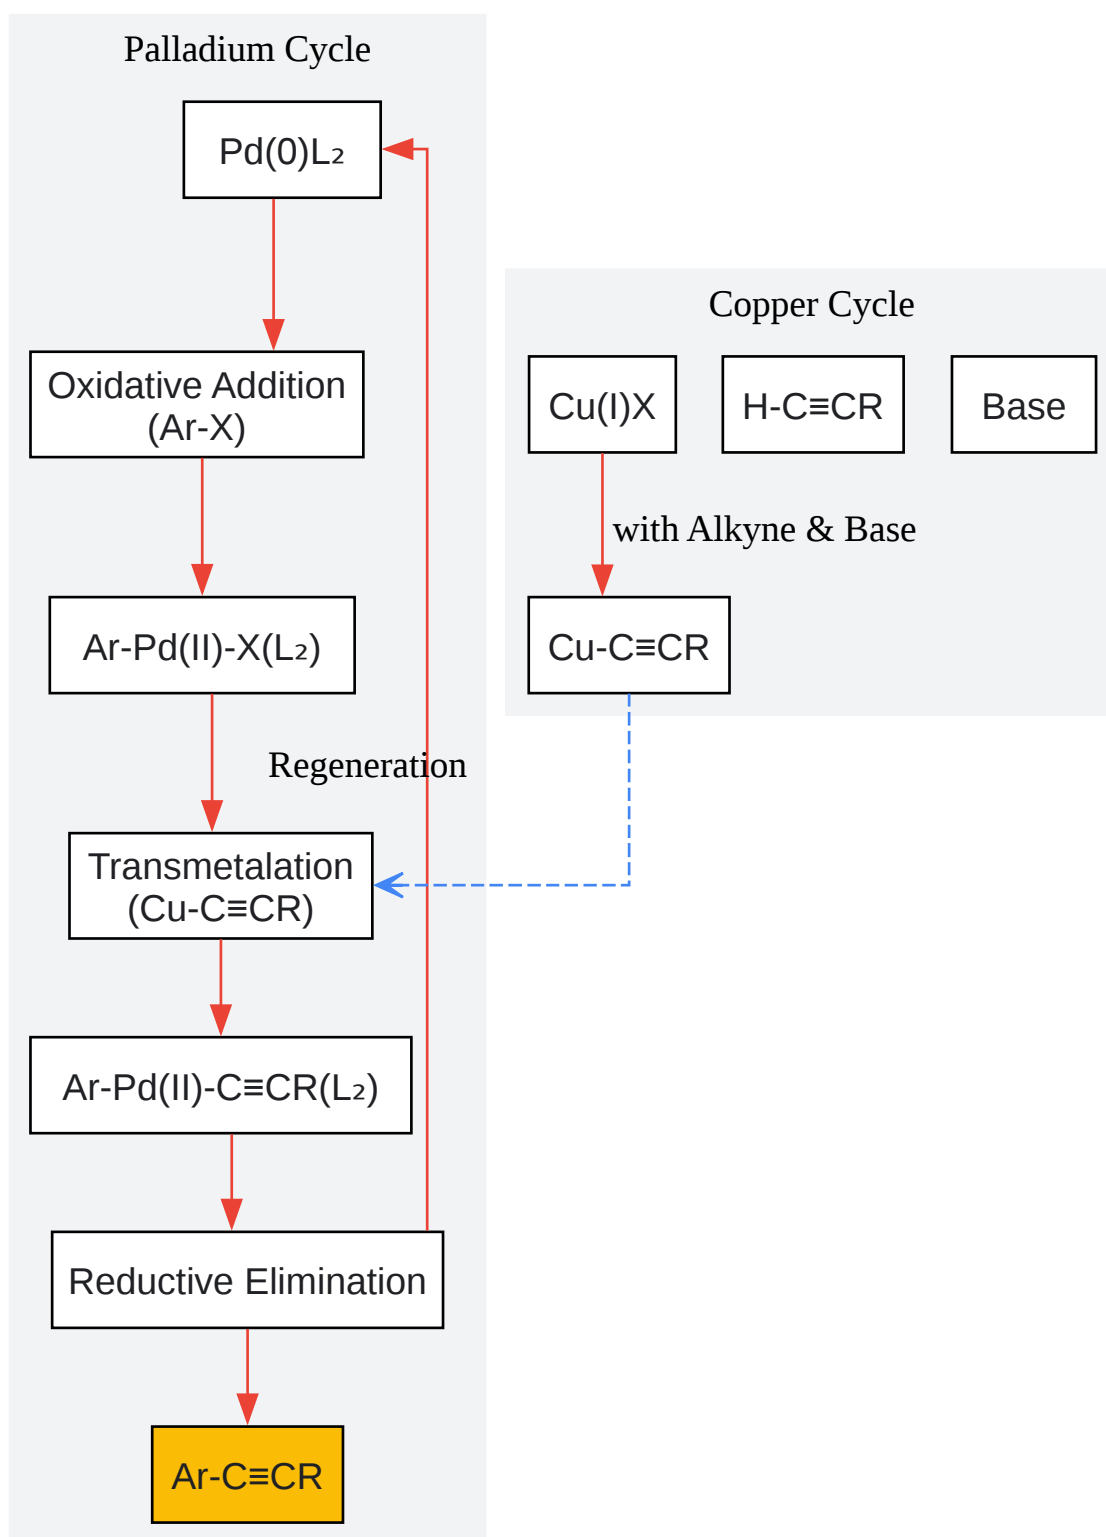 Palladium Cycle
Pd(0)L₂
Oxidative Addition
(Ar-X)
Ar-Pd(II)-X(L₂)
Regeneration
Transmetalation
(Cu-C≡CR)
Ar-Pd(II)-C≡CR(L₂)
Reductive Elimination
Ar-C≡CR
Copper Cycle
Cu(I)X
H-C≡CR
Base
with Alkyne & Base
Cu-C≡CR